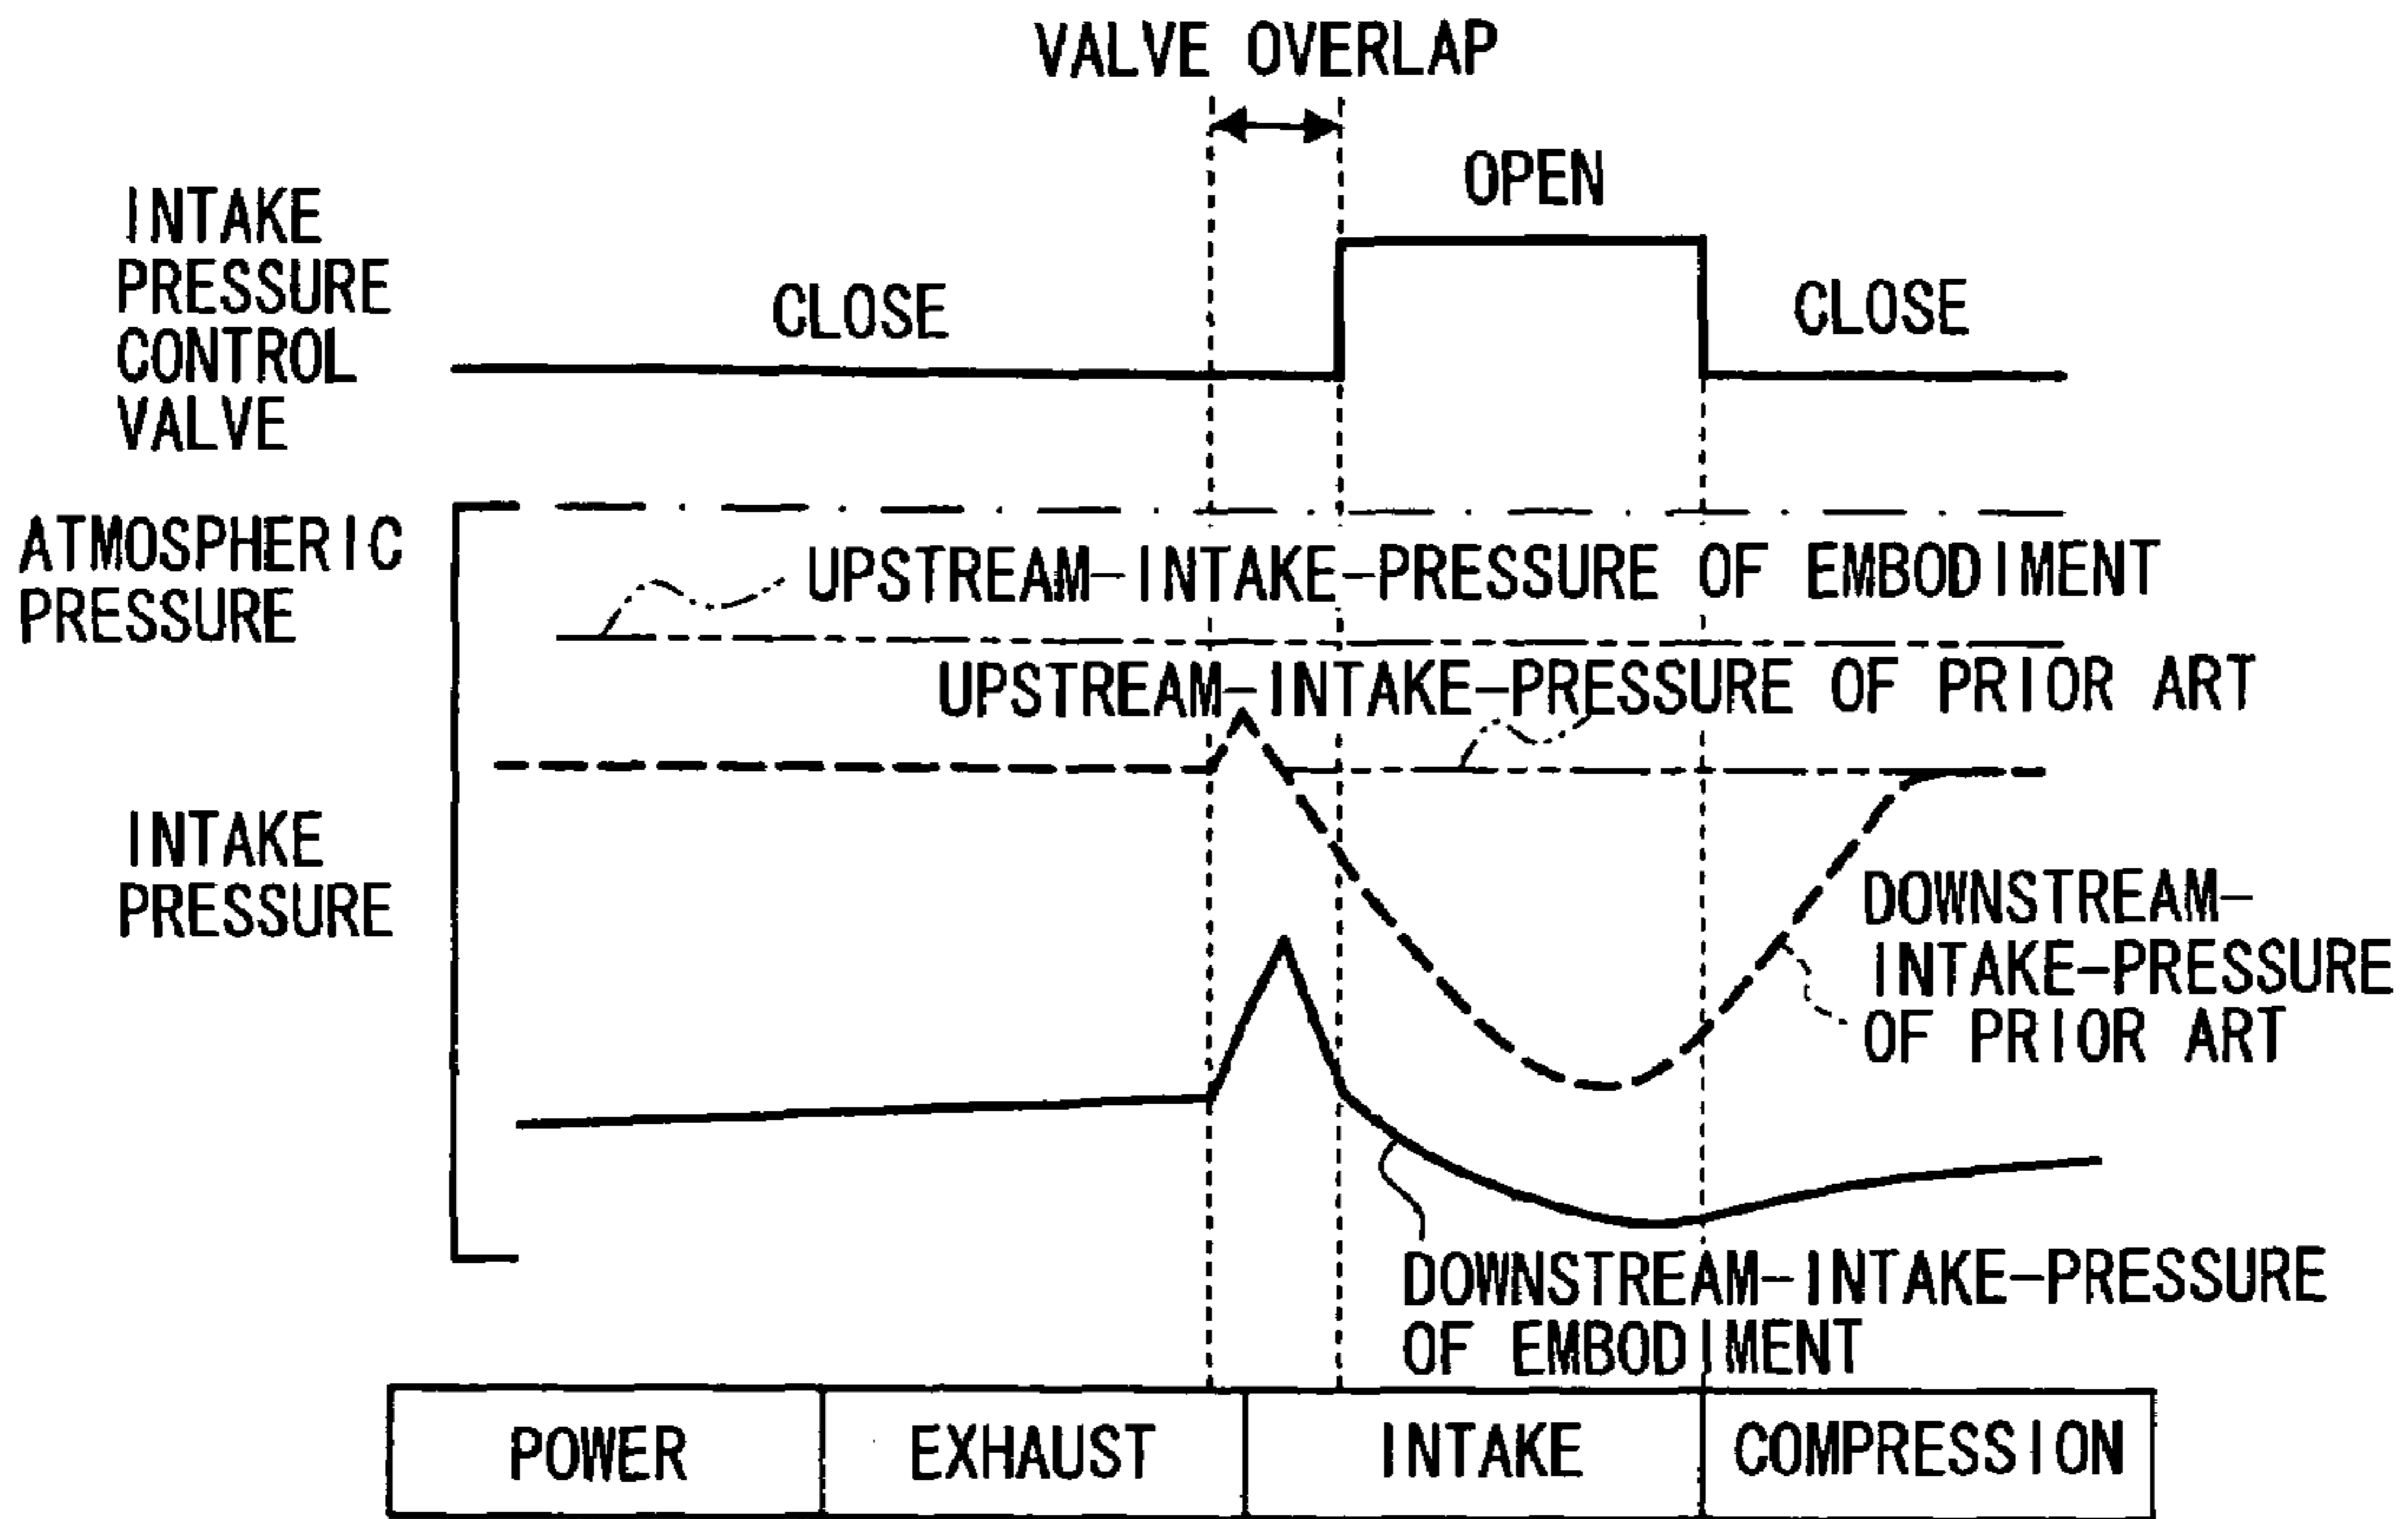 VALVE OVERLAP
OPEN
INTAKE
PRESSURE
CONTROL
VALVE
CLOSE
CLOSE
ATMOSPHERIC
PRESSURE
UPSTREAM-INTAKE-PRESSURE OF EMBODIMENT
UPSTREAM-INTAKE-PRESSURE OF PRIOR ART
INTAKE
PRESSURE
DOWNSTREAM-
INTAKE-PRESSURE
OF PRIOR ART
DOWNSTREAM-INTAKE-PRESSURE
OF EMBODIMENT
POWER
EXHAUST
INTAKE
COMPRESSION